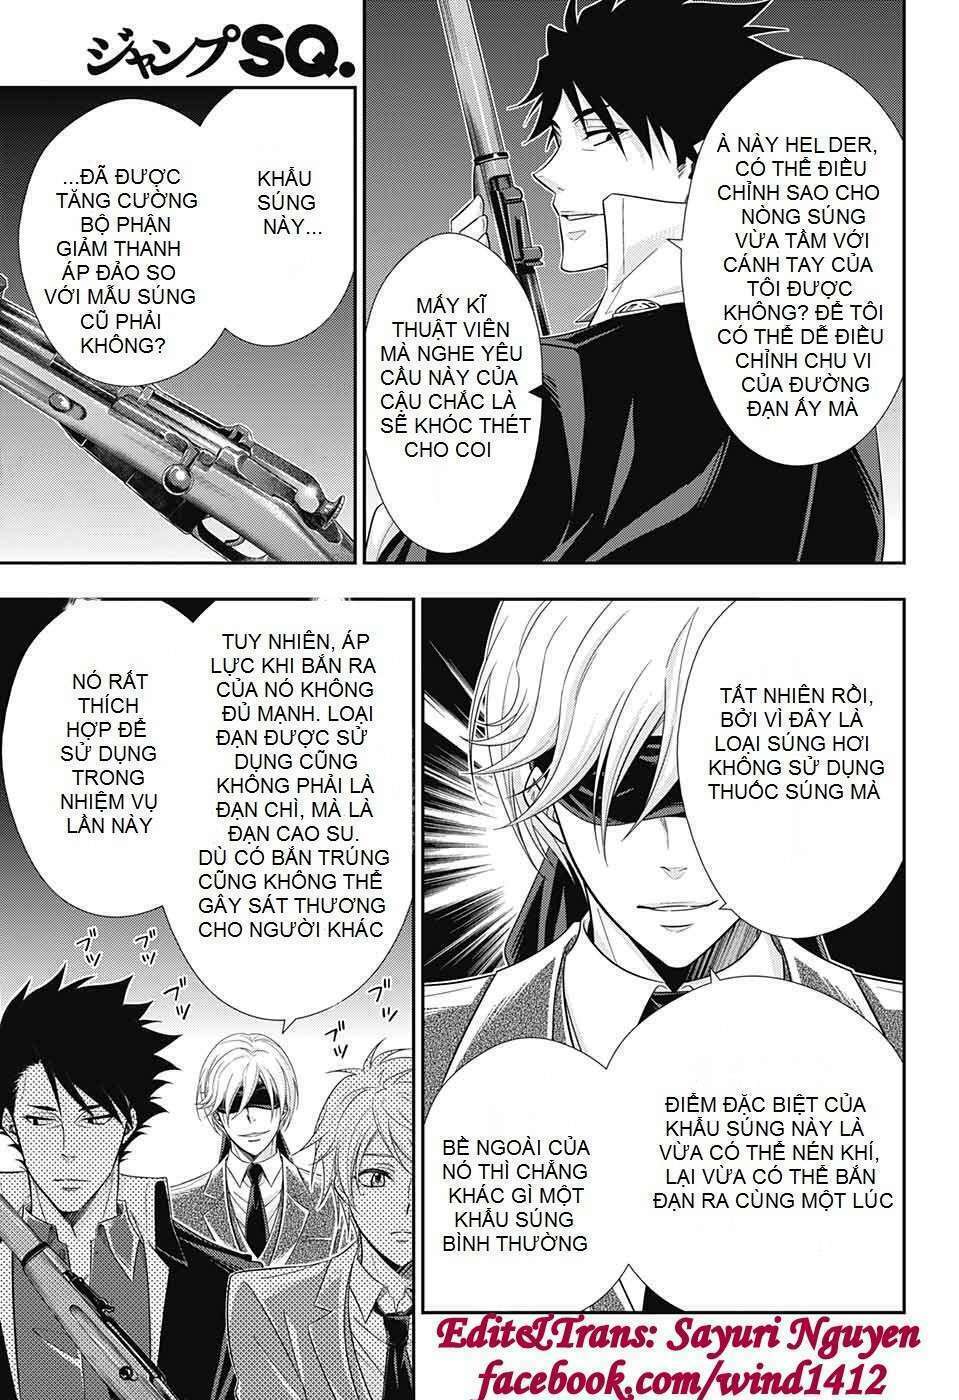 ジャンプSQ.
À NÀY HELDER,
CÓ THỂ ĐIỀU
CHỈNH SAO CHO
NÒNG SÚNG
VỪA TẦM VỚI
CÁNH TAY CỦA
TÔI ĐƯỢC
KHÔNG? ĐỂ TÔI
CÓ THỂ DỄ ĐIỀU
CHỈNH CHU VI
CỦA ĐƯỜNG
ĐẠN ẤY MÀ
MẤY KĨ
THUẬT VIÊN
MÀ NGHE YÊU
CẦU NÀY CỦA
CẬU CHẮC LÀ
SẼ KHÓC THÉT
CHO COI
KHẨU
SÚNG
NÀY...
...ĐÃ ĐƯỢC
TĂNG CƯỜNG
BỘ PHẬN
GIẢM THANH
ÁP ĐẢO SO
VỚI MẪU SÚNG
CŨ PHẢI
KHÔNG?
TẤT NHIÊN RỒI,
BỞI VÌ ĐÂY LÀ
LOẠI SÚNG HƠI
KHÔNG SỬ DỤNG
THUỐC SÚNG MÀ
ĐIỂM ĐẶC BIỆT CỦA
KHẨU SÚNG NÀY LÀ
VỪA CÓ THỂ NÉN KHÍ,
LẠI VỪA CÓ THỂ BẮN
ĐẠN RA CÙNG MỘT LÚC
BỀ NGOÀI CỦA
NÓ THÌ CHẲNG
KHÁC GÌ MỘT
KHẨU SÚNG
BÌNH THƯỜNG
TUY NHIÊN, ÁP
LỰC KHI BẮN RA
CỦA NÓ KHÔNG
ĐỦ MẠNH. LOẠI
ĐẠN ĐƯỢC SỬ
DỤNG CŨNG
KHÔNG PHẢI LÀ
ĐẠN CHÌ, MÀ LÀ
ĐẠN CAO SU.
DÙ CÓ BẮN TRÚNG
CŨNG KHÔNG THỂ
GÂY SÁT THƯƠNG
CHO NGƯỜI KHÁC
NÓ RẤT
THÍCH
HỢP ĐỂ
SỬ DỤNG
TRONG
NHIỆM VỤ
LẦN NÀY
ブッ
ブッ
ブッ
ブッ
Edit&Trans: Sayuri Nguyen
facebook.com/wind1412